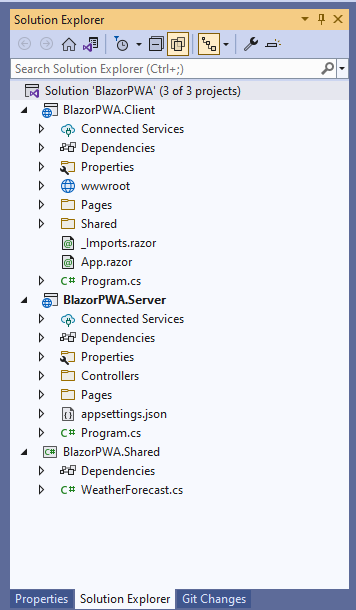 Solution Explorer
Search Solution Explorer (Ctrl+;)
Solution 'BlazorPWA' (3 of 3 projects)
BlazorPWA.Client
Connected Services
Dependencies
Properties
wwwroot
Pages
Shared
_Imports.razor
App.razor
C# Program.cs
BlazorPWA.Server
Connected Services
Dependencies
Properties
Controllers
Pages
appsettings.json
C# Program.cs
C# BlazorPWA.Shared
Dependencies
C# WeatherForecast.cs
Properties Solution Explorer Git Changes